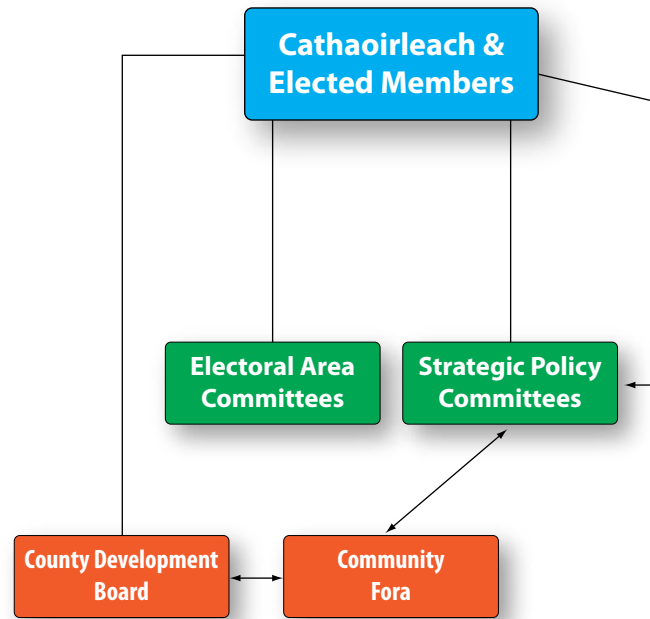 Cathaoirleach &
Elected Members
Electoral Area
Committees
Strategic Policy
Committees
County Development
Board
Community
Fora